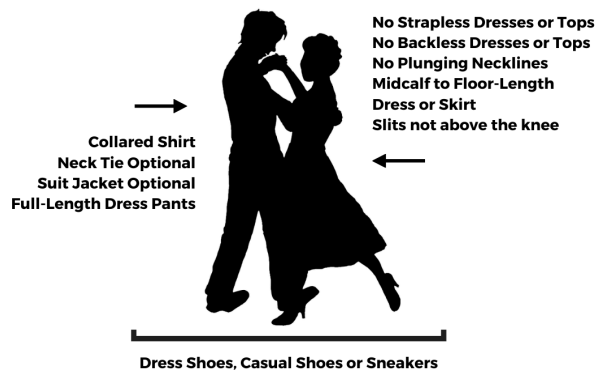 No Strapless Dresses or Tops
No Backless Dresses or Tops
No Plunging Necklines
Midcalf to Floor-Length
Dress or Skirt
Slits not above the knee
Collared Shirt
Neck Tie Optional
Suit Jacket Optional
Full-Length Dress Pants
Dress Shoes, Casual Shoes or Sneakers